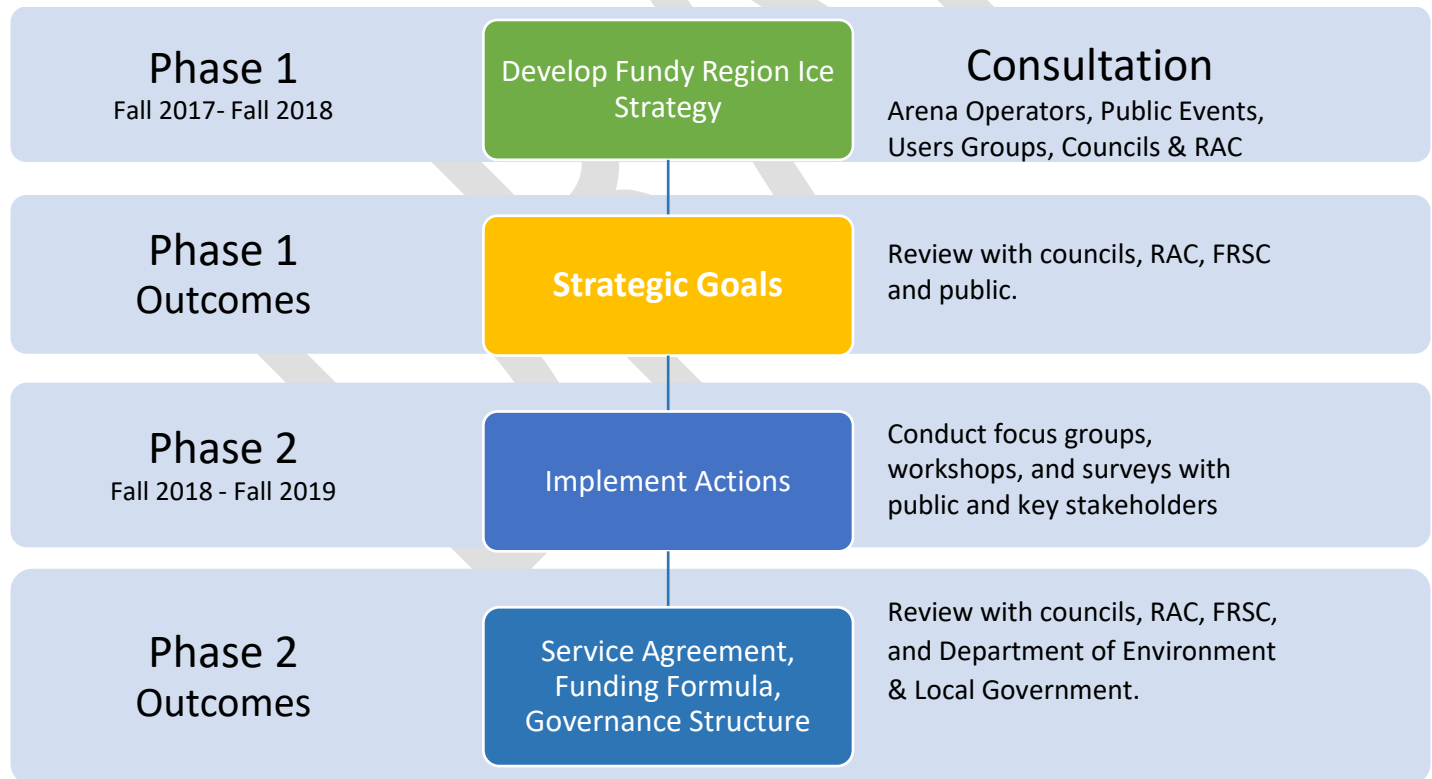 Phase 1
Fall 2017- Fall 2018
Develop Fundy Region Ice
Strategy
Consultation
Arena Operators, Public Events,
Users Groups, Councils & RAC
Phase 1
Outcomes
Strategic Goals
Review with councils, RAC, FRSC
and public.
Phase 2
Fall 2018 - Fall 2019
Implement Actions
Conduct focus groups,
workshops, and surveys with
public and key stakeholders
Phase 2
Outcomes
Service Agreement,
Funding Formula,
Governance Structure
Review with councils, RAC, FRSC,
and Department of Environment
& Local Government.